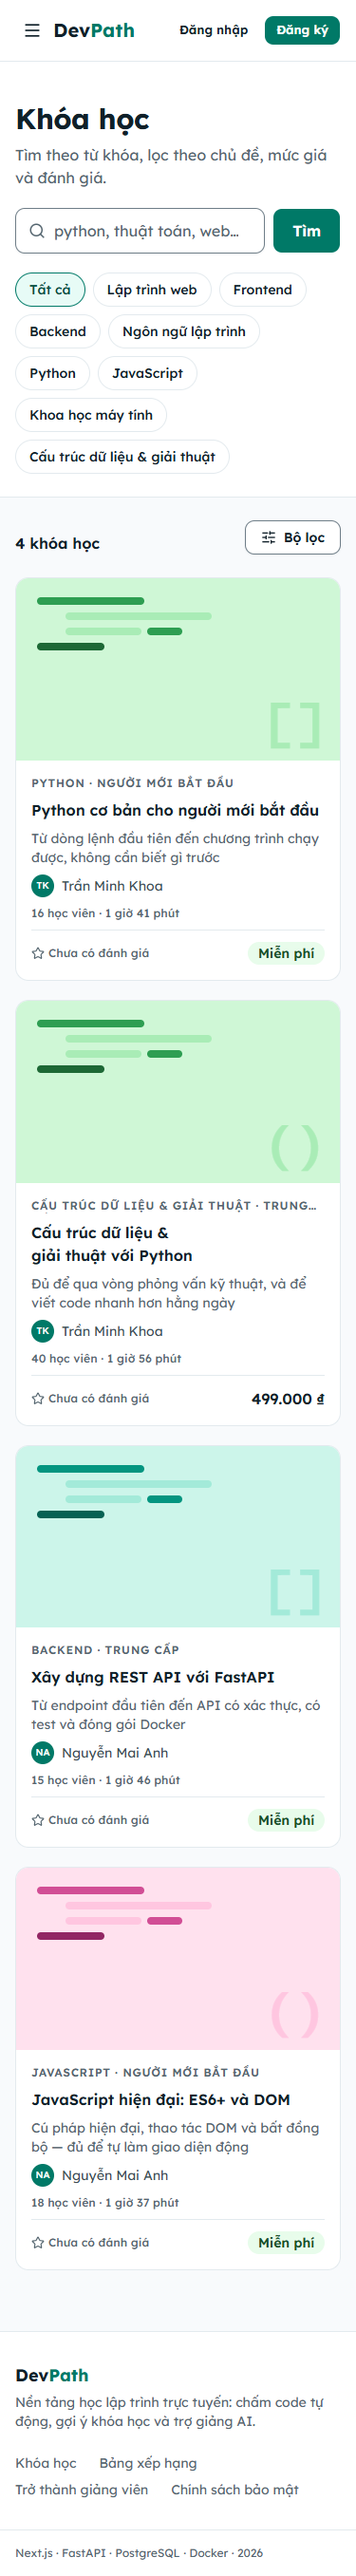 DevPath Đăng nhập Đăng ký
Khóa học
Tìm theo từ khóa, lọc theo chủ đề, mức giá
và đánh giá.
python, thuật toán, web... Tìm
Tất cả Lập trình web Frontend
Backend Ngôn ngữ lập trình
Python JavaScript
Khoa học máy tính
Cấu trúc dữ liệu & giải thuật
4 khóa học Bộ lọc
[ ]
PYTHON · NGƯỜI MỚI BẮT ĐẦU
Python cơ bản cho người mới bắt đầu
Từ dòng lệnh đầu tiên đến chương trình chạy
được, không cần biết gì trước
TK Trần Minh Khoa
16 học viên · 1 giờ 41 phút
Chưa có đánh giá Miễn phí
( )
CẤU TRÚC DỮ LIỆU & GIẢI THUẬT · TRUNG...
Cấu trúc dữ liệu &
giải thuật với Python
Đủ để qua vòng phỏng vấn kỹ thuật, và để
viết code nhanh hơn hằng ngày
TK Trần Minh Khoa
40 học viên · 1 giờ 56 phút
Chưa có đánh giá 499.000 ₫
[ ]
BACKEND · TRUNG CẤP
Xây dựng REST API với FastAPI
Từ endpoint đầu tiên đến API có xác thực, có
test và đóng gói Docker
NA Nguyễn Mai Anh
15 học viên · 1 giờ 46 phút
Chưa có đánh giá Miễn phí
( )
JAVASCRIPT · NGƯỜI MỚI BẮT ĐẦU
JavaScript hiện đại: ES6+ và DOM
Cú pháp hiện đại, thao tác DOM và bất đồng
bộ — đủ để tự làm giao diện động
NA Nguyễn Mai Anh
18 học viên · 1 giờ 37 phút
Chưa có đánh giá Miễn phí
DevPath
Nền tảng học lập trình trực tuyến: chấm code tự
động, gợi ý khóa học và trợ giảng AI.
Khóa học Bảng xếp hạng
Trở thành giảng viên Chính sách bảo mật
Next.js · FastAPI · PostgreSQL · Docker · 2026